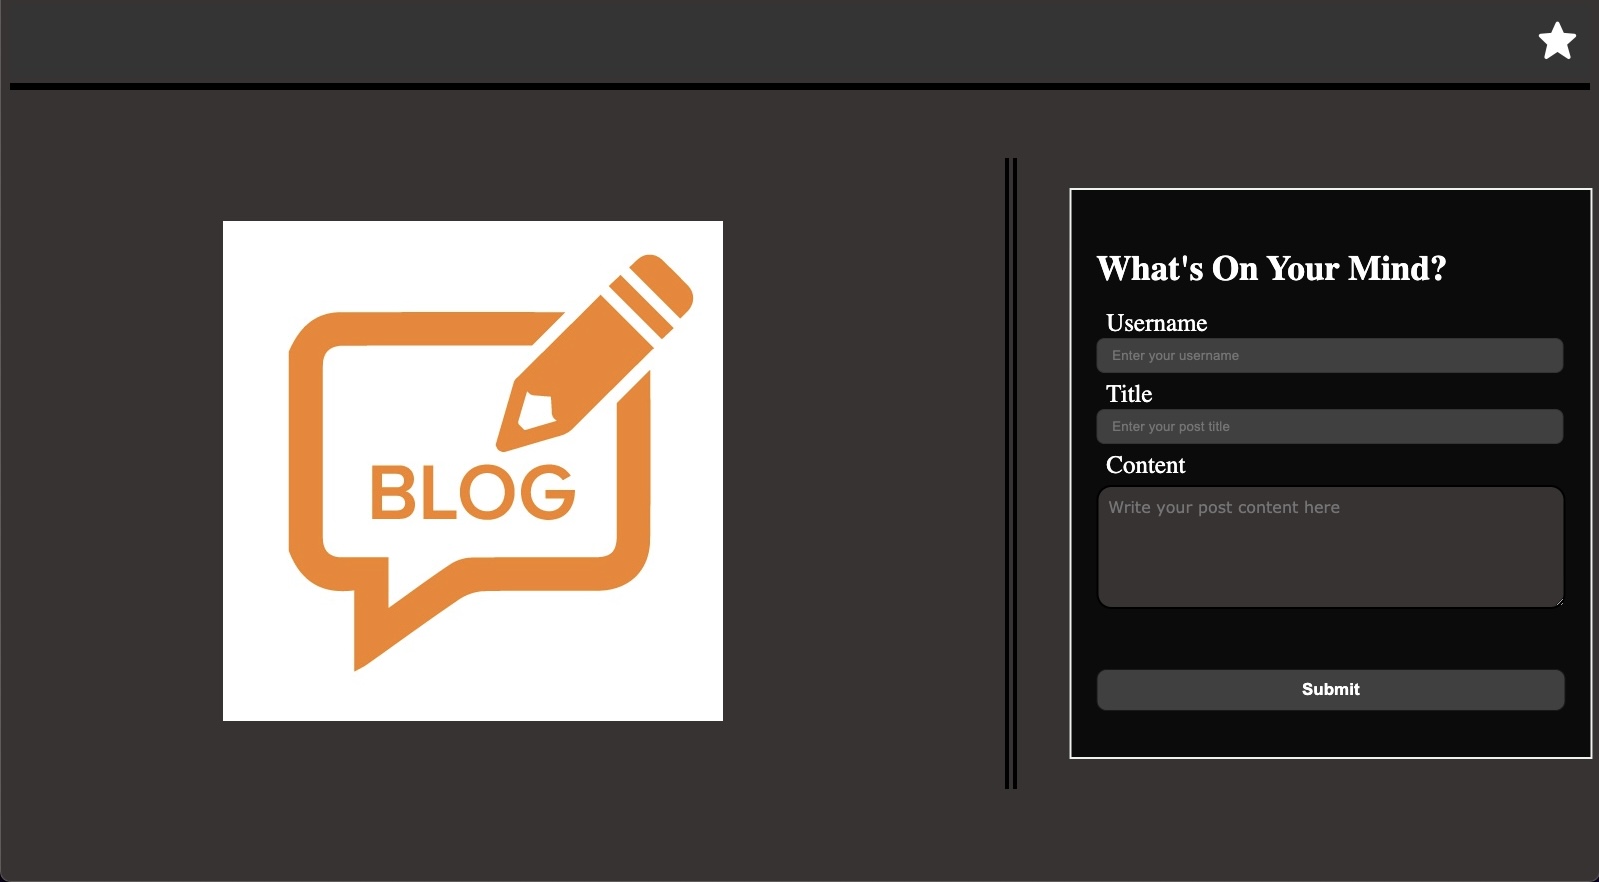 BLOG
What's On Your Mind?
Username
Enter your username
Title
Enter your post title
Content
Write your post content here
Submit